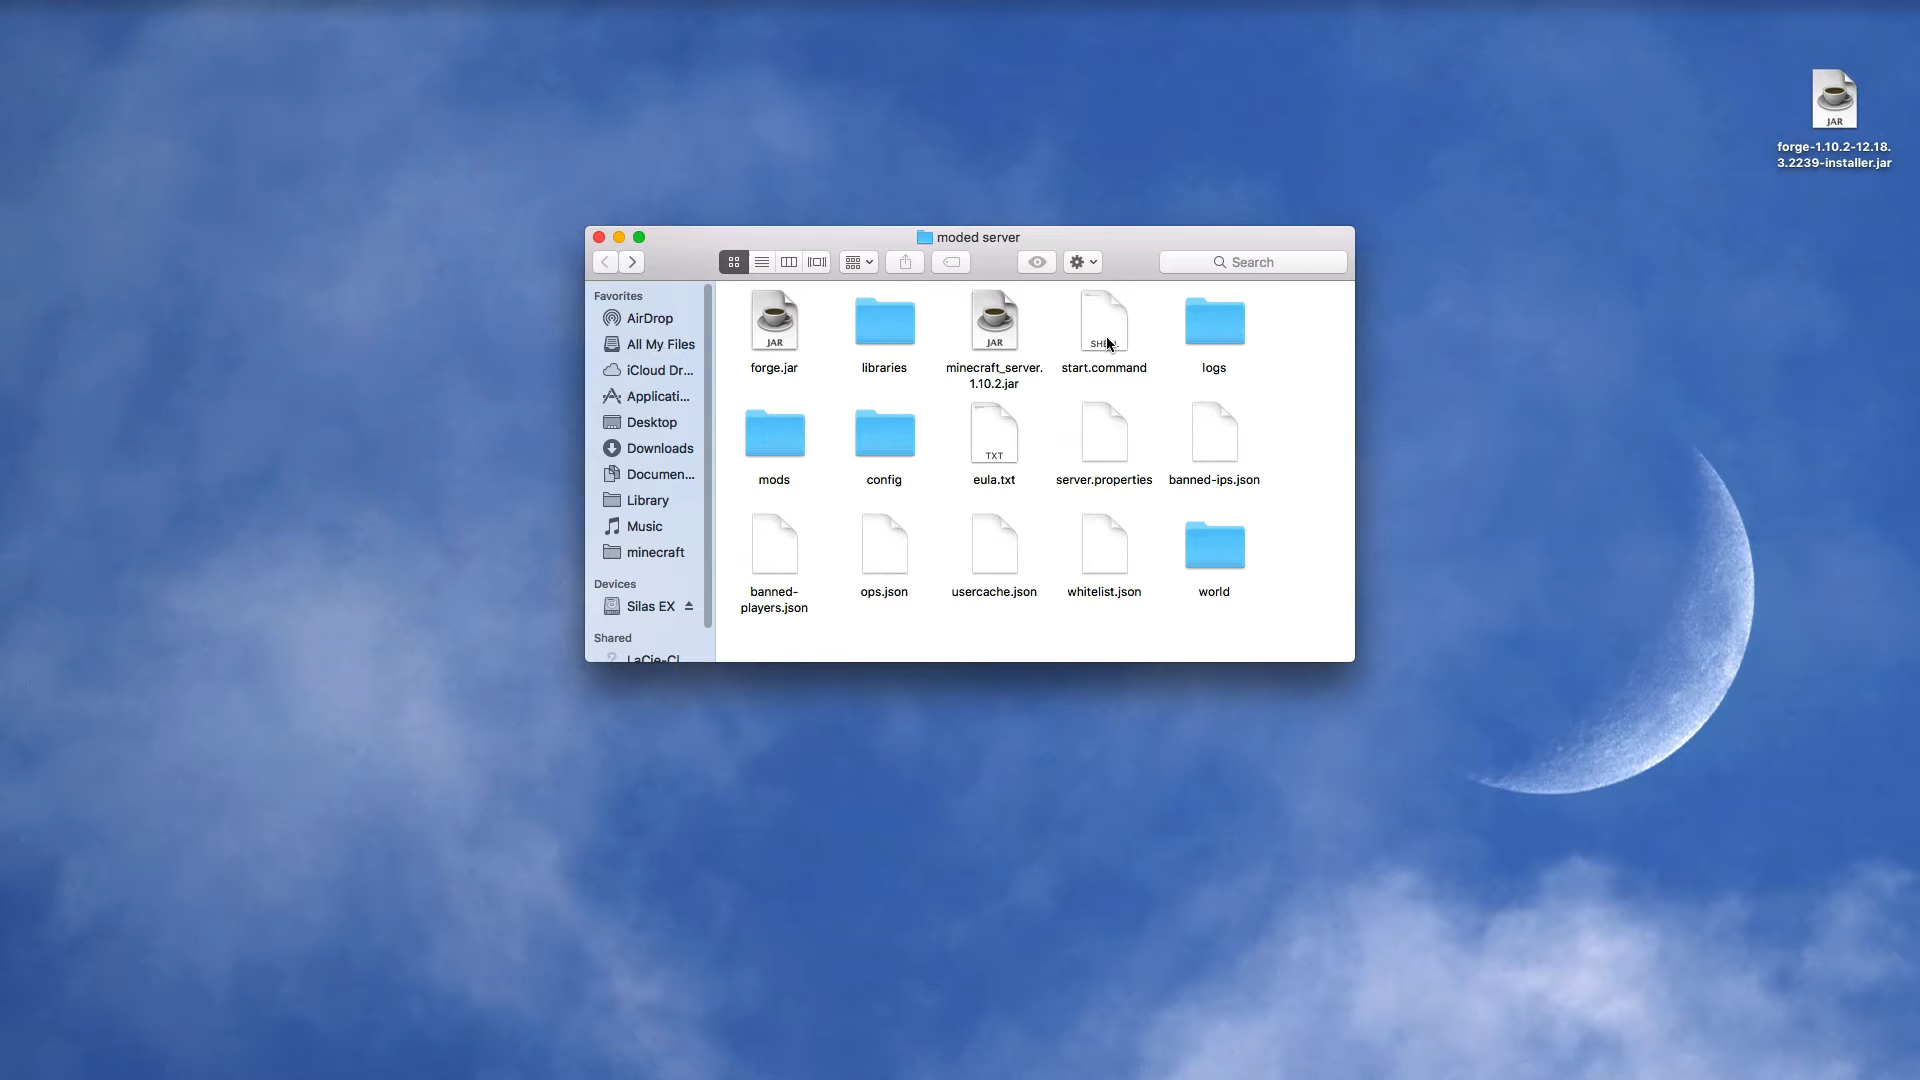 JAR
forge-1.10.2-12.18.
3.2239-installer.jar
moded server
Search
Favorites
AirDrop
All My Files
iCloud Dr...
Applicati...
Desktop
Downloads
Documen...
Library
Music
minecraft
Devices
Silas EX
Shared
LaCie-Cl
JAR
forge.jar
libraries
JAR
minecraft_server.
1.10.2.jar
start.command
logs
mods
config
TXT
eula.txt
server.properties
banned-ips.json
banned-
players.json
ops.json
usercache.json
whitelist.json
world